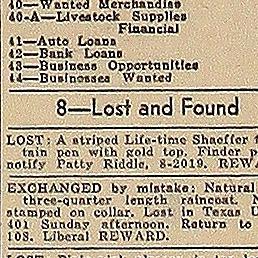 40—Wanted Merchandise
40-A—Livestock Supplies
Financial
41—Auto Loans
42—Bank Loans
43—Business Opportunities
44—Businesses Wanted
8—Lost and Found
LOST: A striped Life-time Shaeffer
tain pen with gold top. Finder
notify Patty Riddle, 8-2019. REW
EXCHANGED by mistake: Natural
three-quarter length raincoat.
stamped on collar. Lost in Texas U
401 Sunday afternoon. Return to
103. Liberal REWARD.